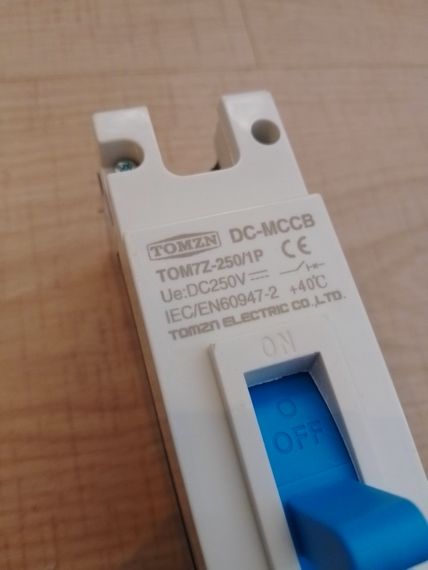 TOMZN DC-MCCB
TOM7Z-250/1P CE
Ue:DC250V
IEC/EN60947-2 +40℃
TOMZN ELECTRIC CO.,LTD.
ON
O
OFF